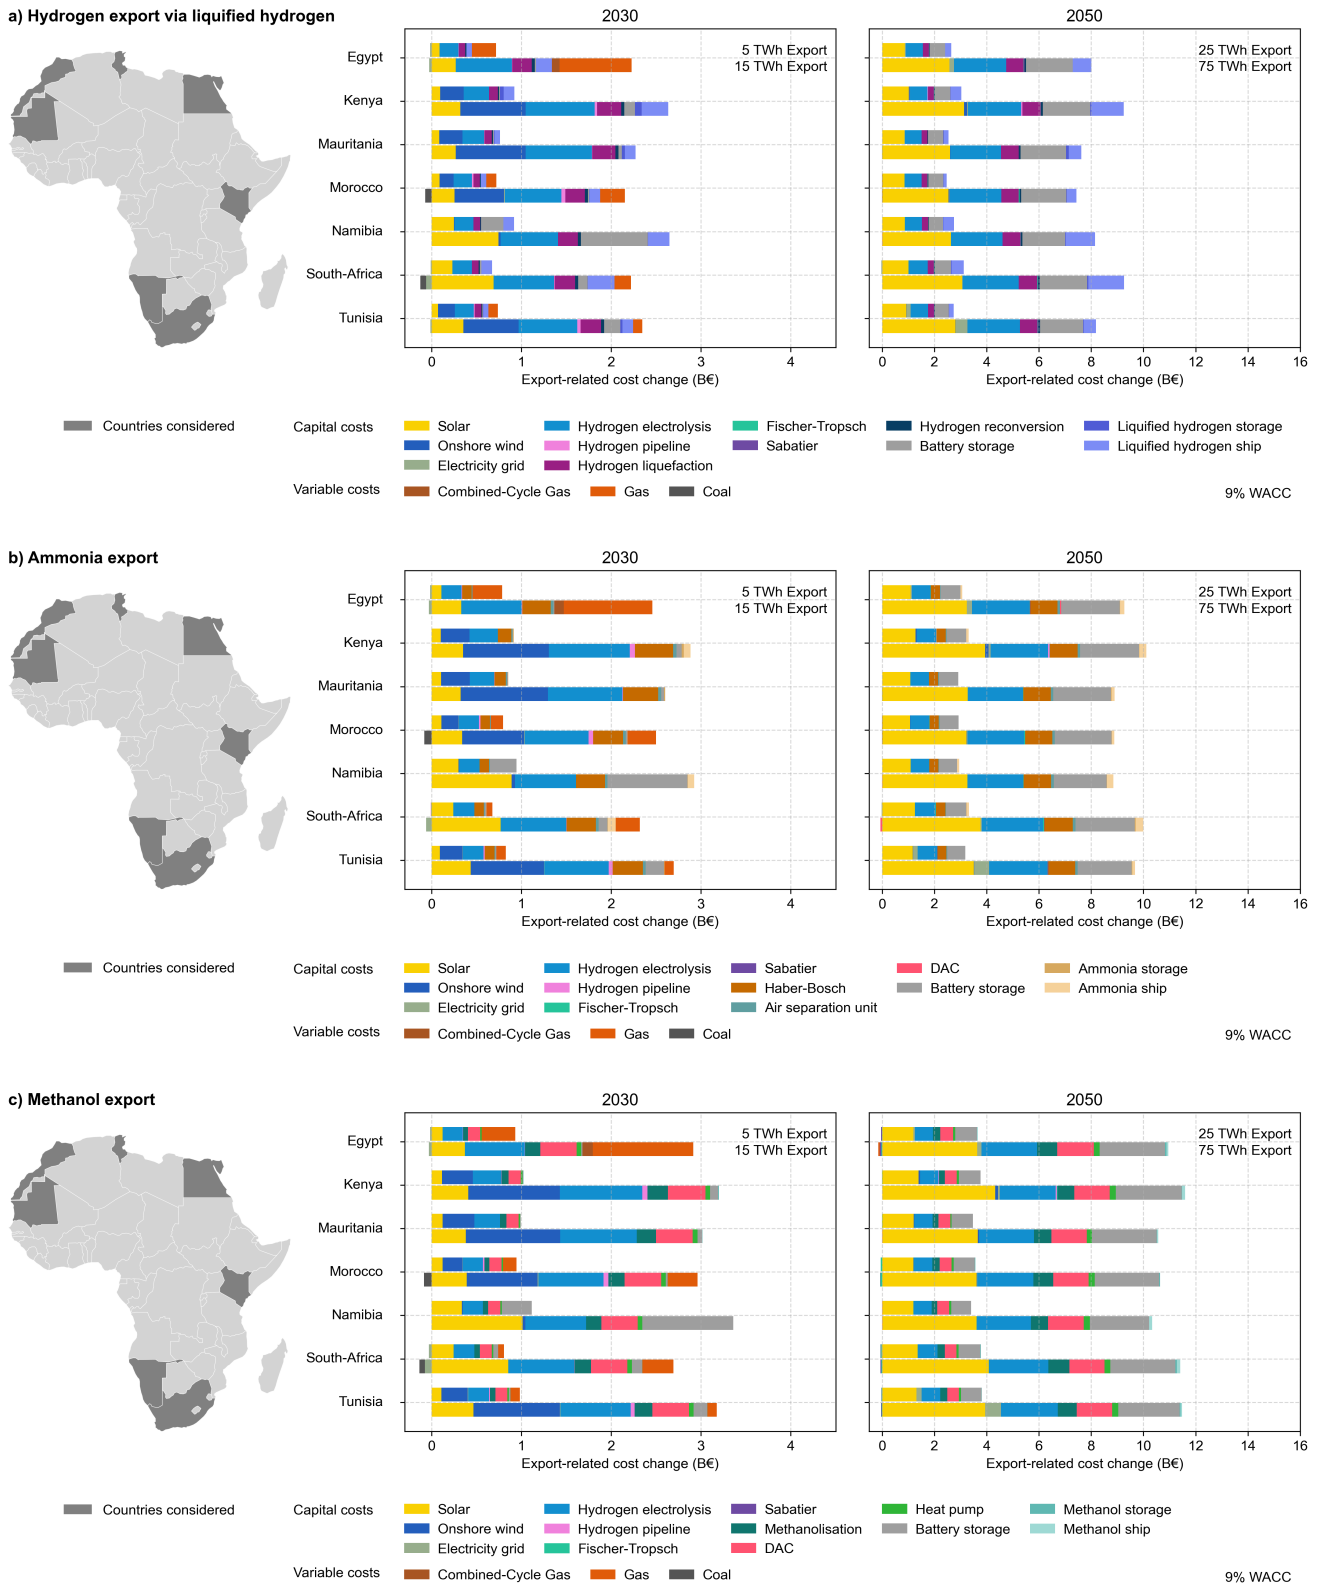 a) Hydrogen export via liquified hydrogen
2030
2050
Egypt
Kenya
Mauritania
Morocco
Namibia
South-Africa
Tunisia
5 TWh Export
15 TWh Export
25 TWh Export
75 TWh Export
0 1 2 3 4
Export-related cost change (B€)
0 2 4 6 8 10 12 14 16
Export-related cost change (B€)
Countries considered
Capital costs
Solar
Hydrogen electrolysis
Fischer-Tropsch
Hydrogen reconversion
Liquified hydrogen storage
Onshore wind
Hydrogen pipeline
Sabatier
Battery storage
Liquified hydrogen ship
Electricity grid
Hydrogen liquefaction
Variable costs
Combined-Cycle Gas
Gas
Coal
9% WACC
b) Ammonia export
2030
2050
Egypt
Kenya
Mauritania
Morocco
Namibia
South-Africa
Tunisia
5 TWh Export
15 TWh Export
25 TWh Export
75 TWh Export
0 1 2 3 4
Export-related cost change (B€)
0 2 4 6 8 10 12 14 16
Export-related cost change (B€)
Countries considered
Capital costs
Solar
Hydrogen electrolysis
Sabatier
DAC
Ammonia storage
Onshore wind
Hydrogen pipeline
Haber-Bosch
Battery storage
Ammonia ship
Electricity grid
Fischer-Tropsch
Air separation unit
Variable costs
Combined-Cycle Gas
Gas
Coal
9% WACC
c) Methanol export
2030
2050
Egypt
Kenya
Mauritania
Morocco
Namibia
South-Africa
Tunisia
5 TWh Export
15 TWh Export
25 TWh Export
75 TWh Export
0 1 2 3 4
Export-related cost change (B€)
0 2 4 6 8 10 12 14 16
Export-related cost change (B€)
Countries considered
Capital costs
Solar
Hydrogen electrolysis
Sabatier
Heat pump
Methanol storage
Onshore wind
Hydrogen pipeline
Methanolisation
Battery storage
Methanol ship
Electricity grid
Fischer-Tropsch
DAC
Variable costs
Combined-Cycle Gas
Gas
Coal
9% WACC